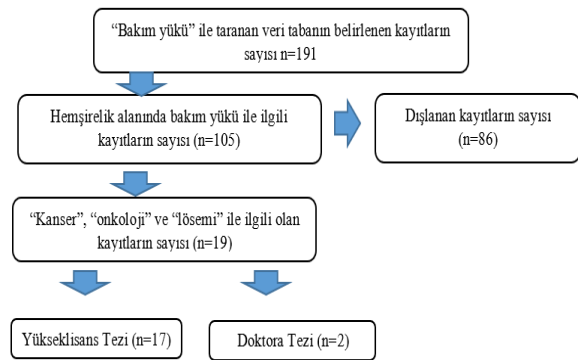 “Bakım yükü” ile taranan veri tabanın belirlenen kayıtların
sayısı n=191
Hemşirelik alanında bakım yükü ile ilgili
kayıtların sayısı (n=105)
Dışlanan kayıtların sayısı
(n=86)
“Kanser”, “onkoloji” ve “lösemi” ile ilgili olan
kayıtların sayısı (n=19)
Yükseklisans Tezi (n=17)
Doktora Tezi (n=2)